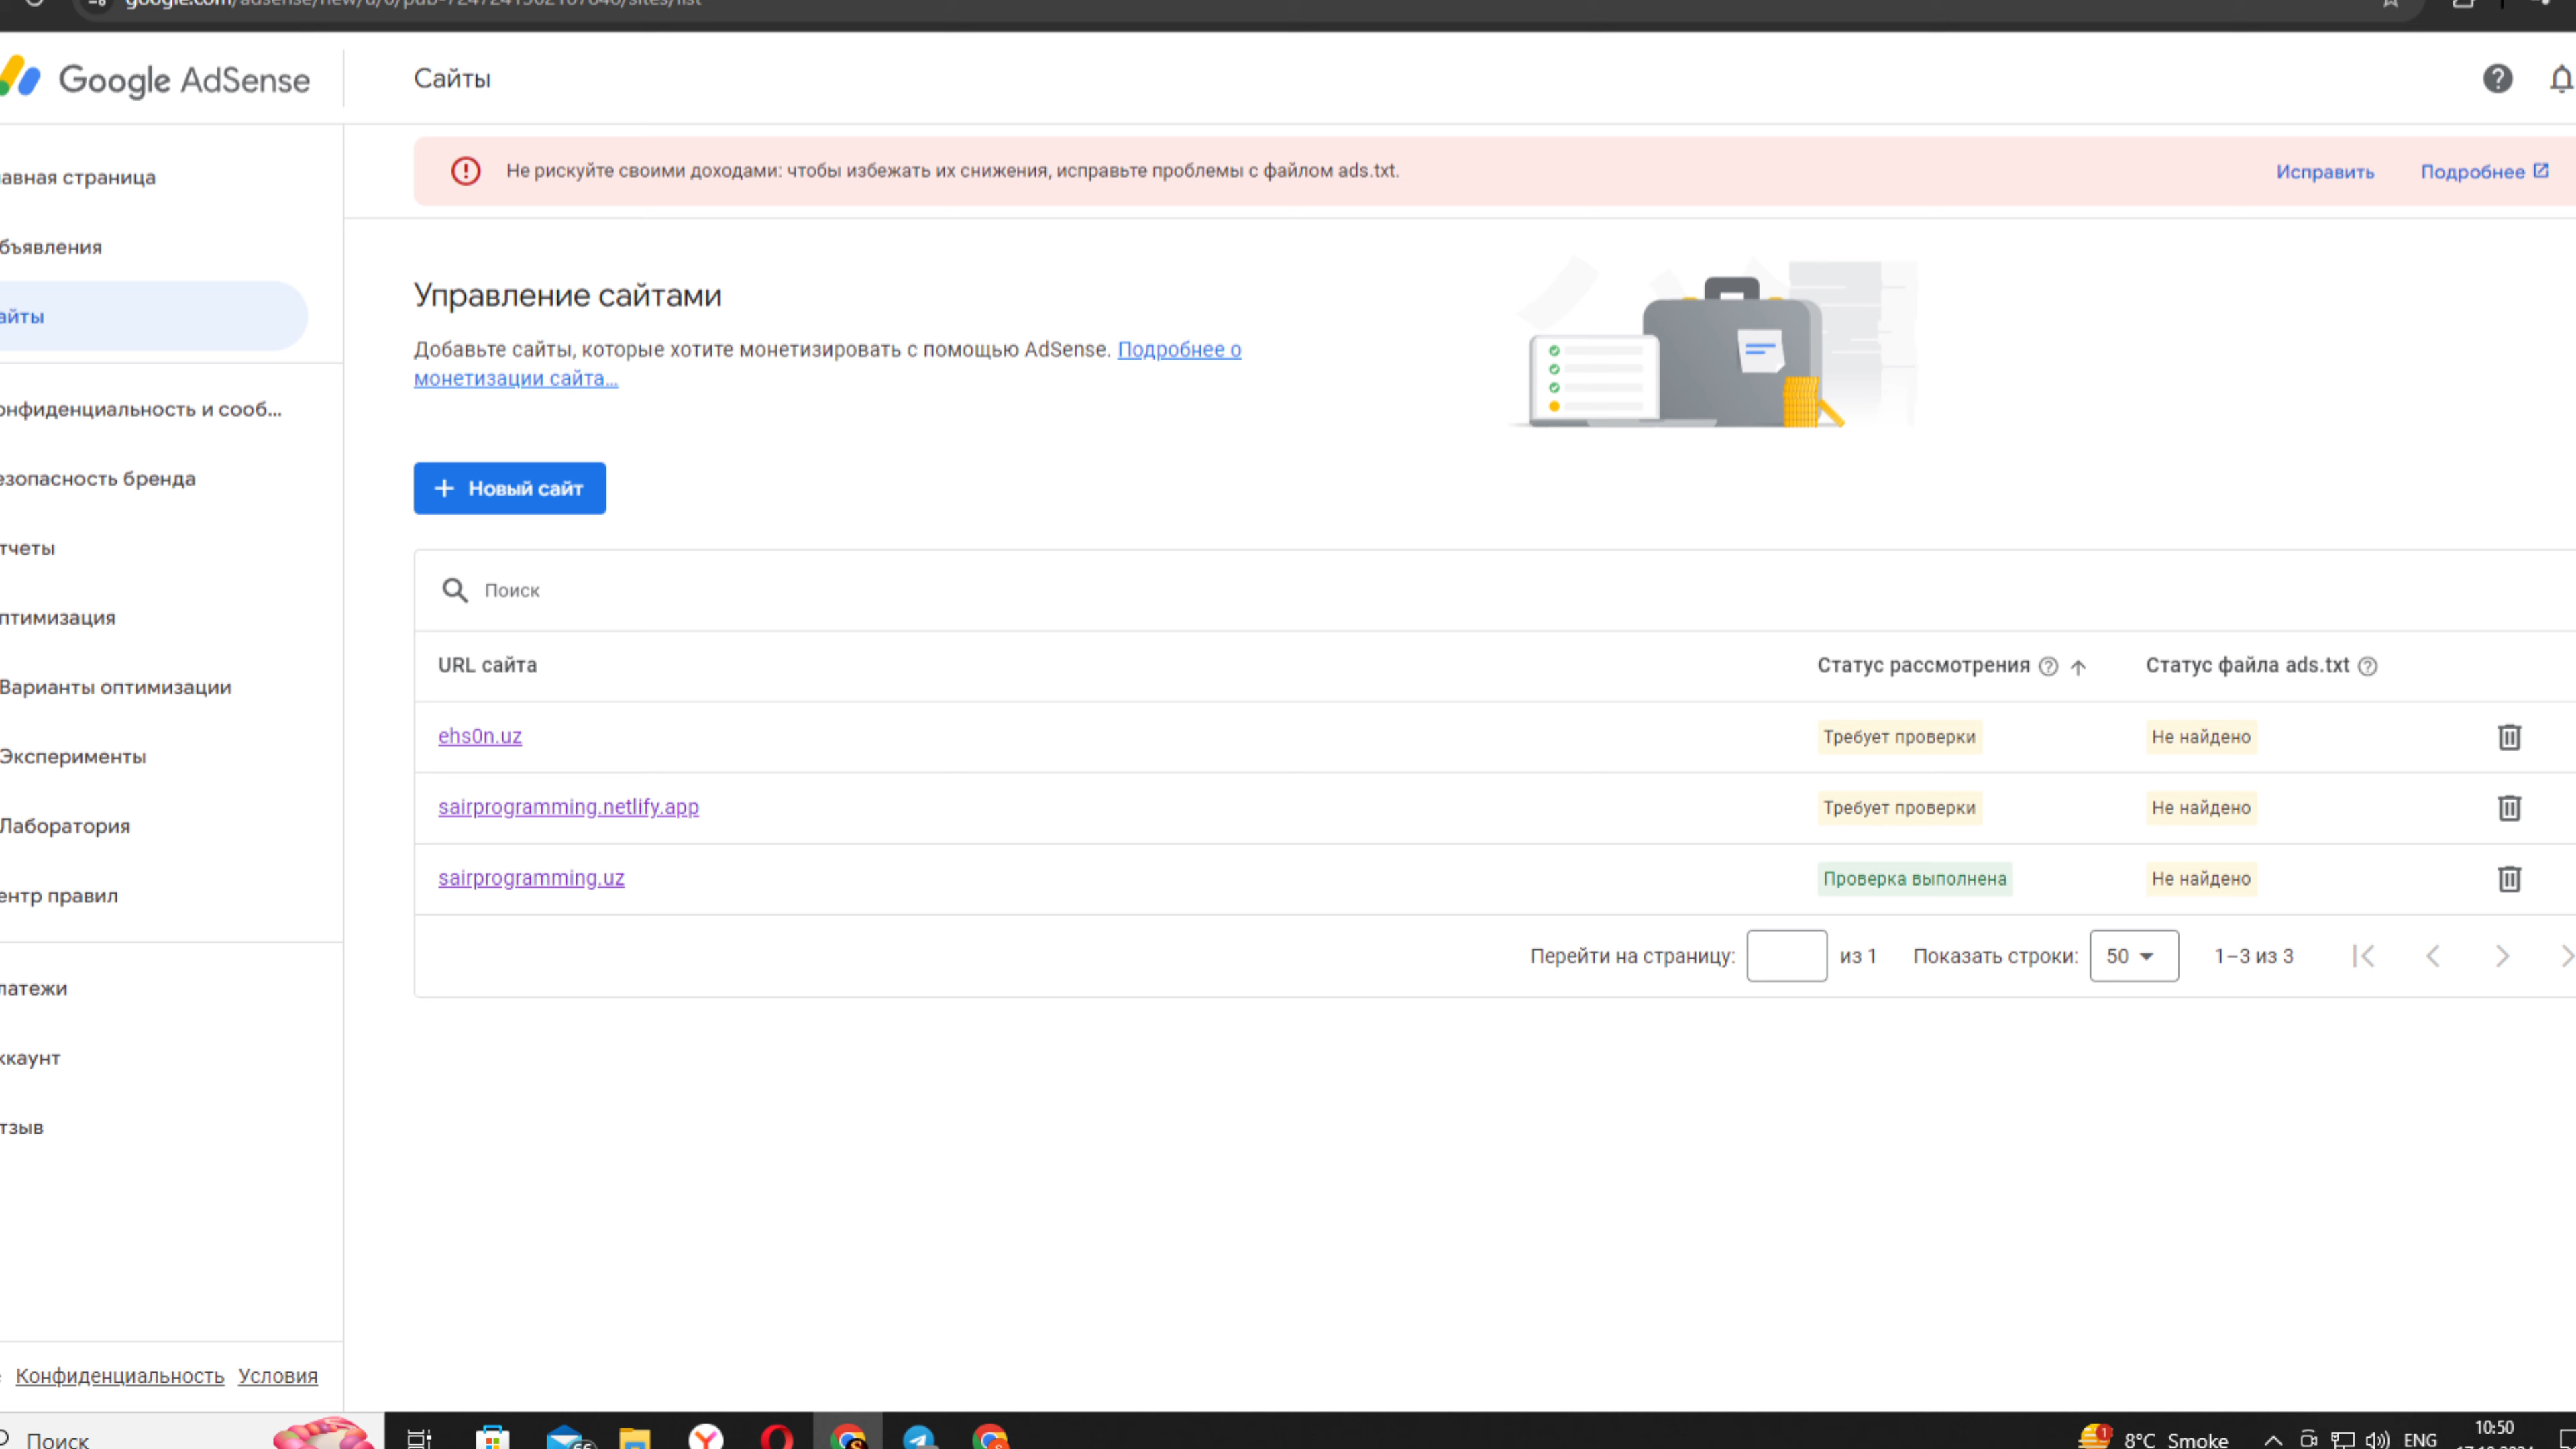 Google AdSense
Сайты
Не рискуйте своими доходами: чтобы избежать их снижения, исправьте проблемы с файлом ads.txt.
Исправить
Подробнее
авная страница
бъявления
айты
онфиденциальность и сооб...
езопасность бренда
тчеты
птимизация
Варианты оптимизации
Эксперименты
Лаборатория
ентр правил
латежи
ккаунт
тзыв
Конфиденциальность Условия
Управление сайтами
Добавьте сайты, которые хотите монетизировать с помощью AdSense. Подробнее о
монетизации сайта...
+ Новый сайт
Поиск
URL сайта Статус рассмотрения Статус файла ads.txt
ehs0n.uz Требует проверки Не найдено
sairprogramming.netlify.app Требует проверки Не найдено
sairprogramming.uz Проверка выполнена Не найдено
Перейти на страницу: из 1 Показать строки: 50 1–3 из 3
Поиск
8°C Smoke ENG 10:50